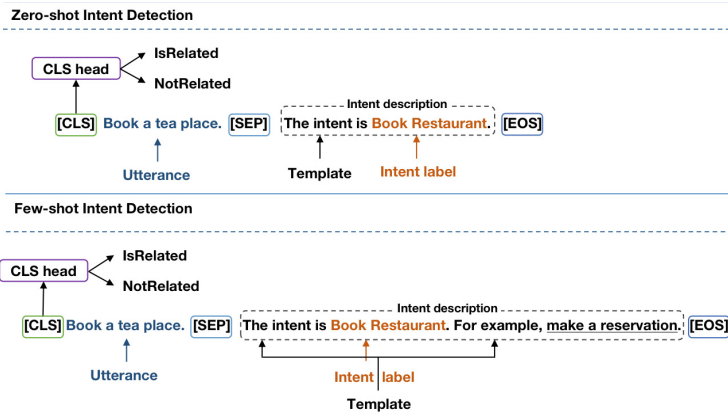 Zero-shot Intent Detection
IsRelated
CLS head
NotRelated
Intent description
[CLS] Book a tea place. [SEP] The intent is Book Restaurant. [EOS]
Utterance Template Intent label
Few-shot Intent Detection
IsRelated
CLS head
NotRelated
Intent description
[CLS] Book a tea place. [SEP] The intent is Book Restaurant. For example, make a reservation. [EOS]
Utterance Intent label
Template